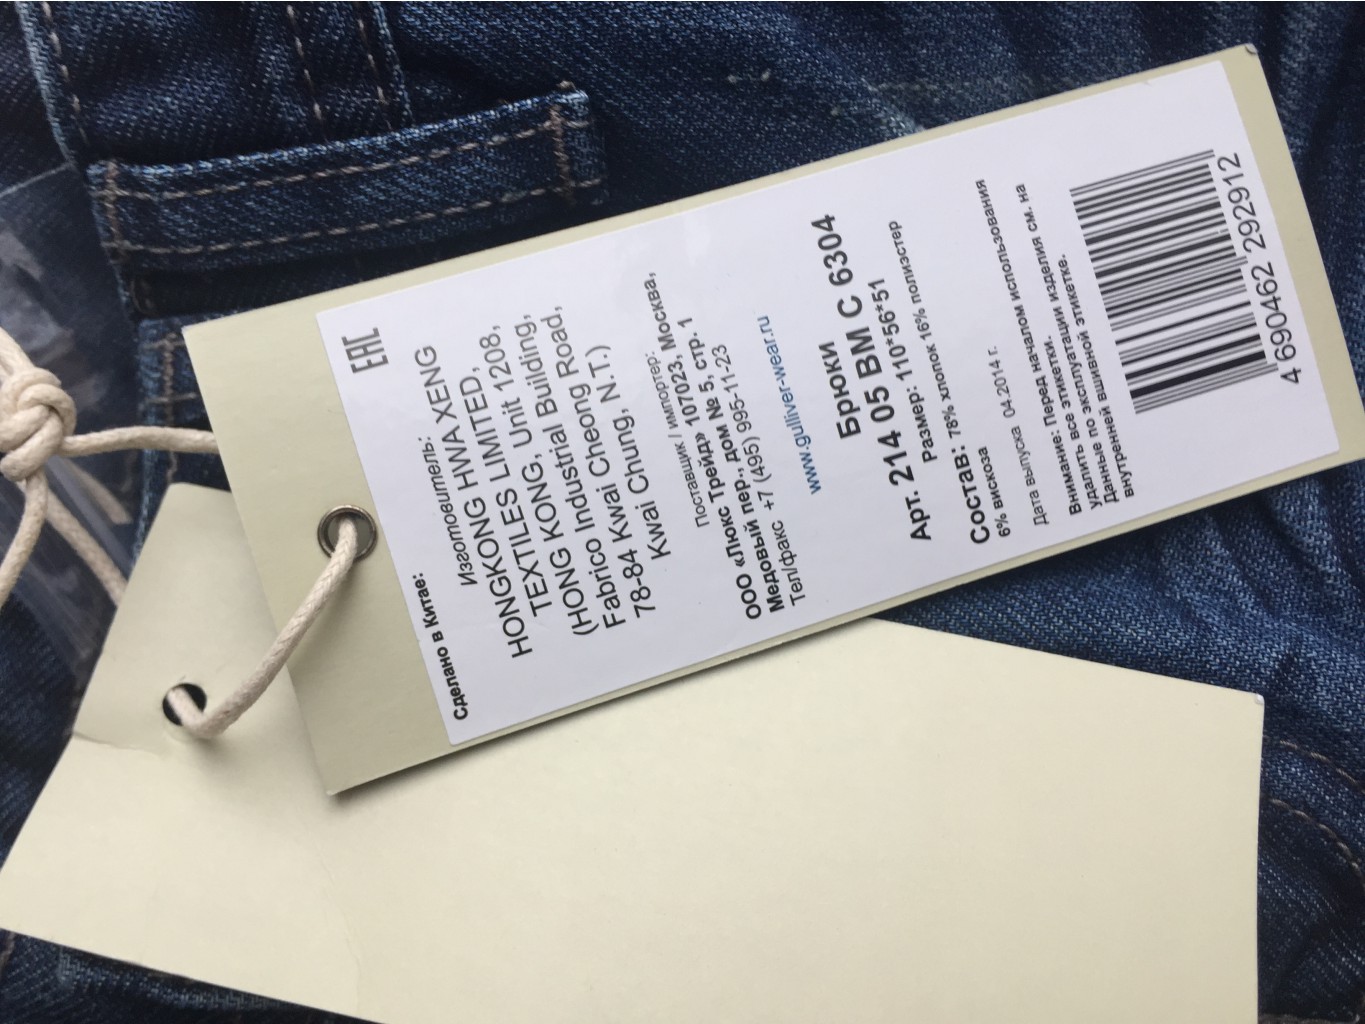 EAC
Сделано в Китае:
Изготовитель:
HONGKONG HWA XENG
TEXTILES LIMITED,
TEXTILES KONG, Unit 1208,
(HONG KONG Industrial Building,
Fabrico Industrial Cheong Road,
78-84 Kwai Cheong Road,
Kwai Chung, N.T.)
Поставщик / импортер:
ООО «Люкс Трейд» 107023, Москва,
Медовый пер., дом № 5, стр. 1
Тел/факс +7 (495) 995-11-23
www.gulliver-wear.ru
Брюки
Арт. 214 05 BM C 6304
Размер: 110*56*51
Состав: 78% хлопок 16% полиэстер
6% вискоза
Дата выпуска 04.2014 г.
Внимание: Перед началом использования
удалить все этикетки.
Данные по эксплуатации изделия см. на
внутренней вшивной этикетке.
4 690462 292912